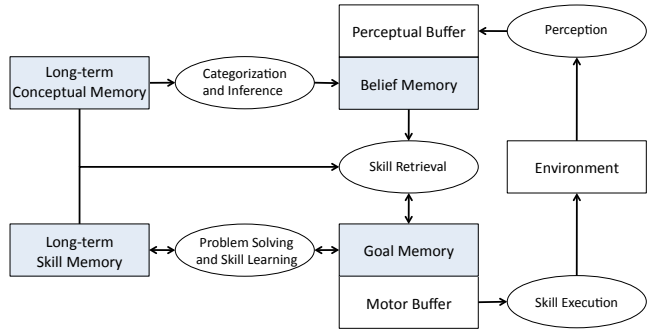 Perceptual Buffer
Perception
Long-term
Conceptual Memory
Categorization
and Inference
Belief Memory
Skill Retrieval
Environment
Long-term
Skill Memory
Problem Solving
and Skill Learning
Goal Memory
Motor Buffer
Skill Execution